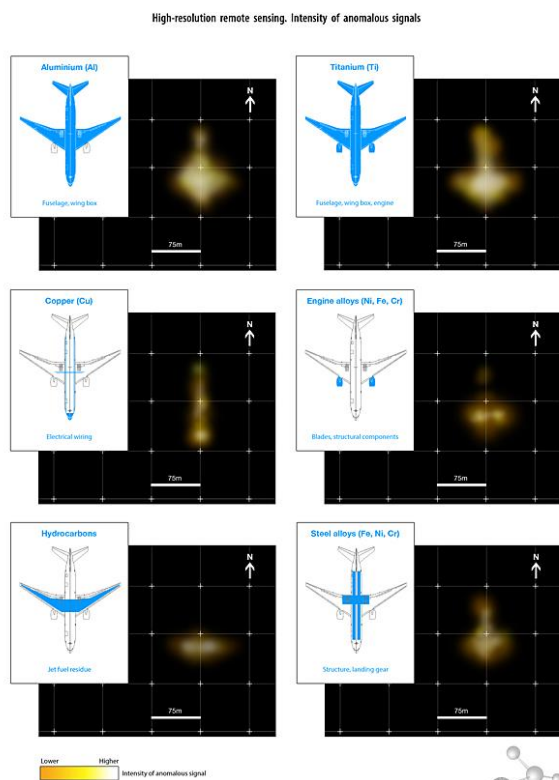 High-resolution remote sensing. Intensity of anomalous signals
Aluminium (Al)
Fuselage, wing box
N
75m
Titanium (Ti)
Fuselage, wing box, engine
N
75m
Copper (Cu)
Electrical wiring
N
75m
Engine alloys (Ni, Fe, Cr)
Blades, structural components
N
75m
Hydrocarbons
Jet fuel residue
N
75m
Steel alloys (Fe, Ni, Cr)
Structure, landing gear
N
75m
Lower Higher
Intensity of anomalous signal